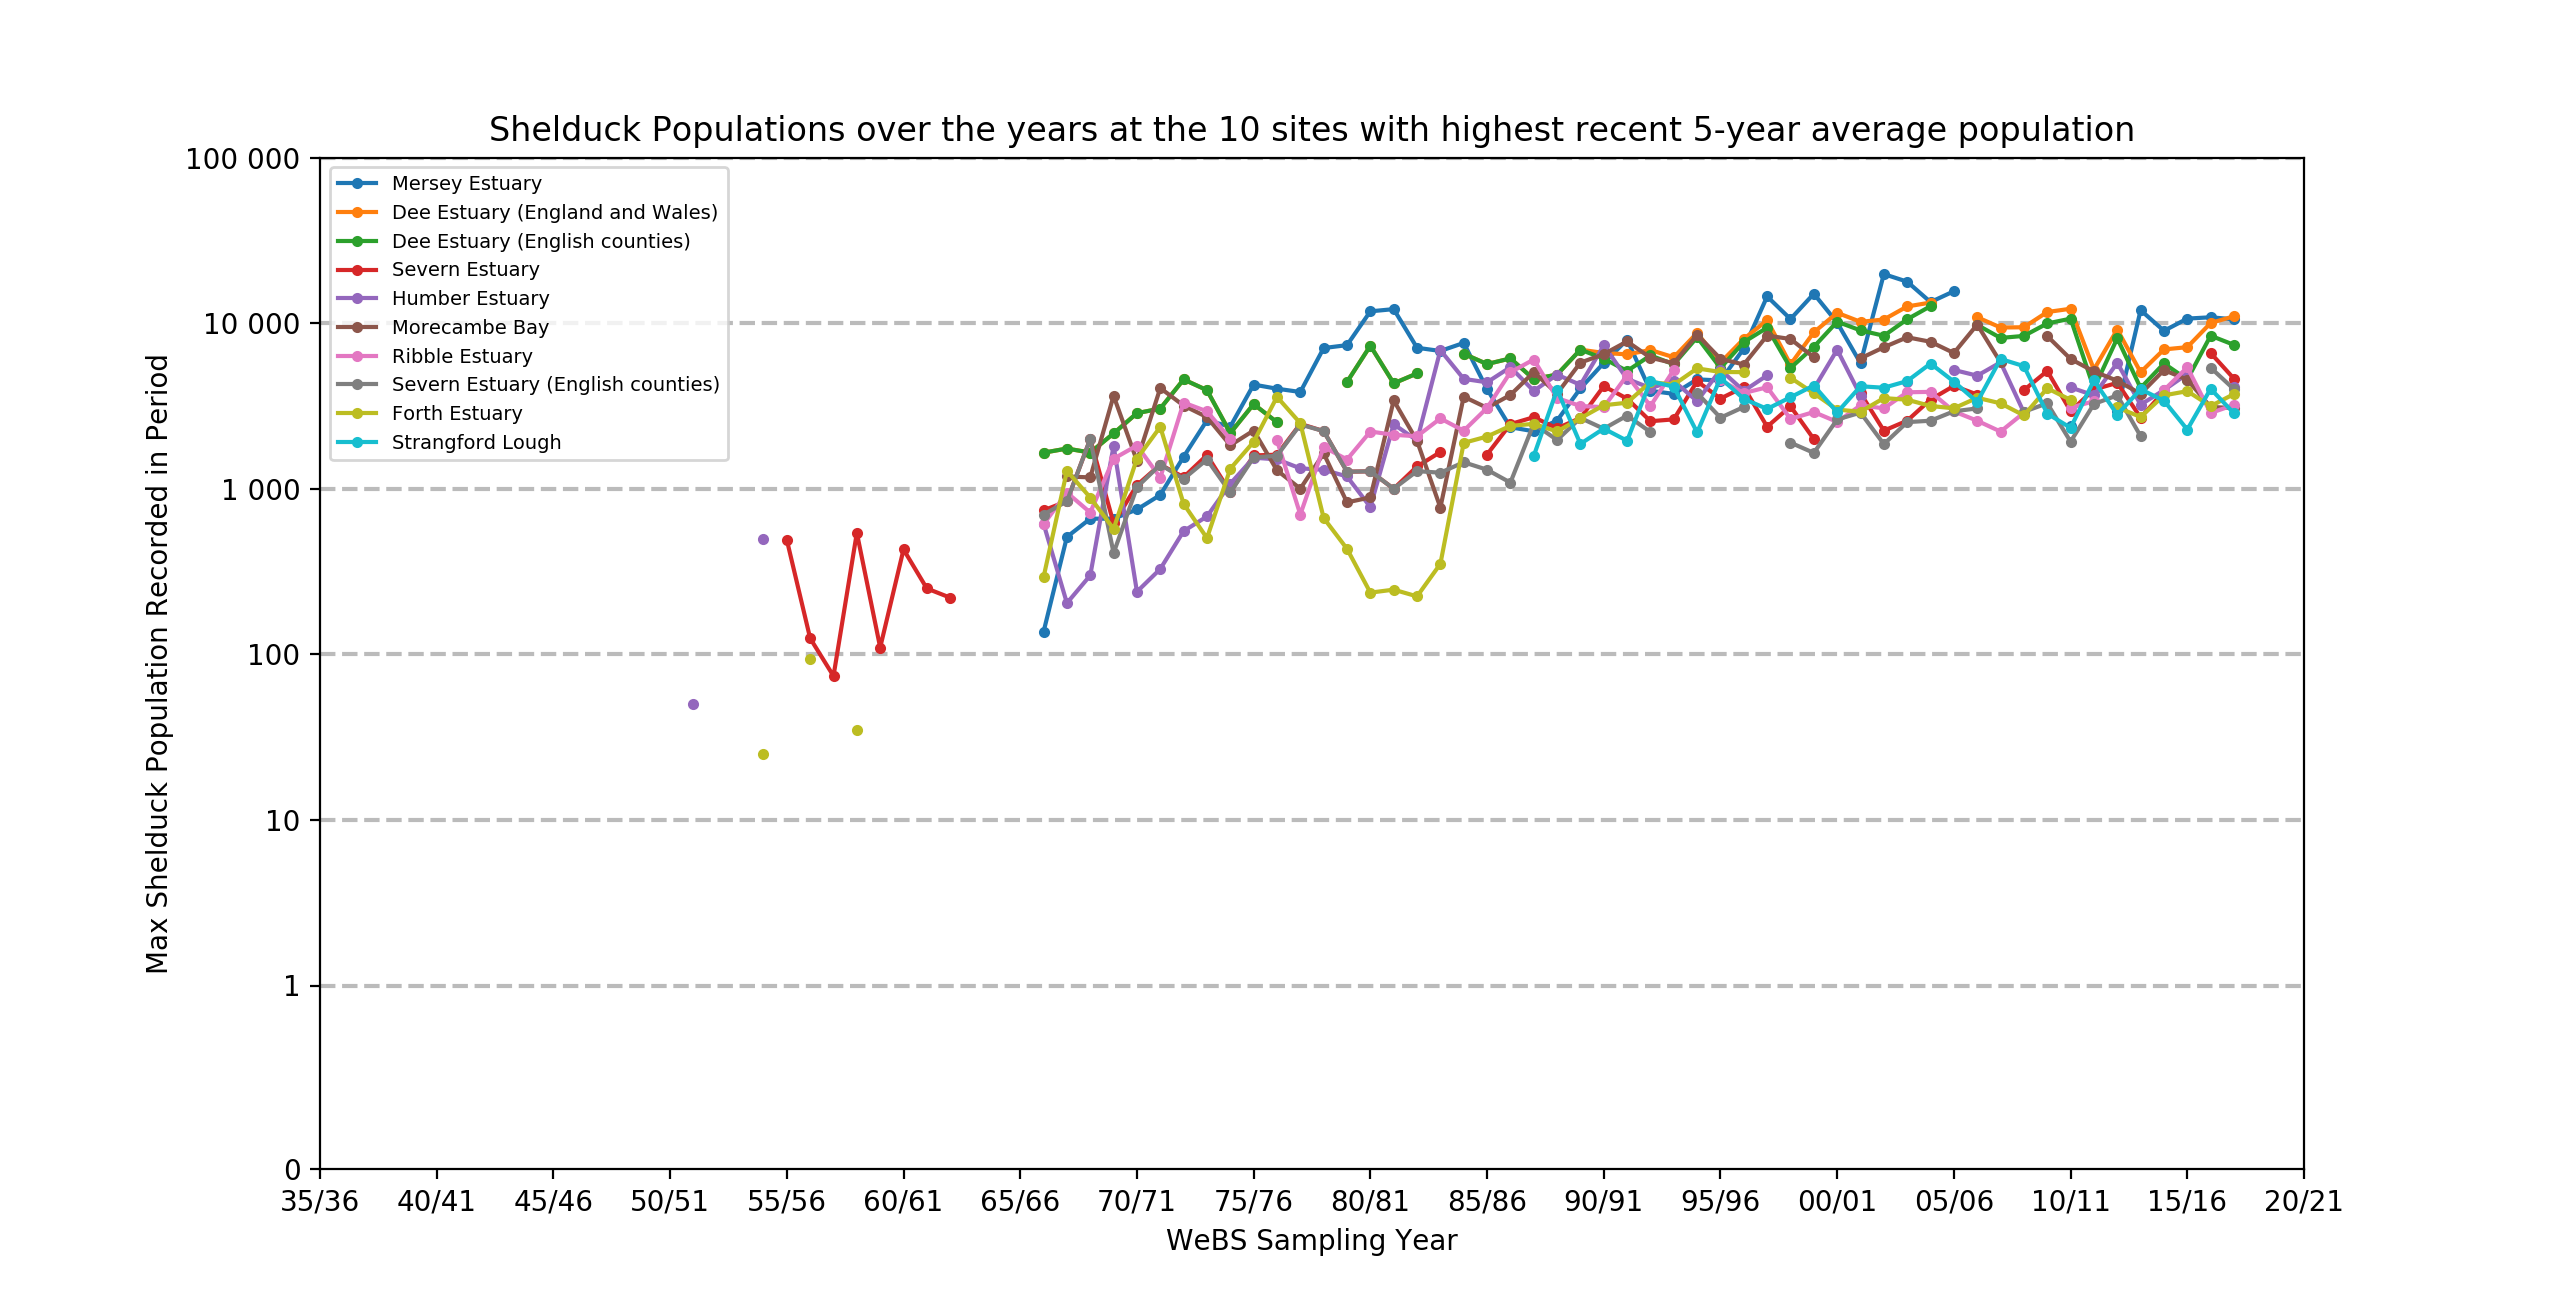 Shelduck Populations over the years at the 10 sites with highest recent 5-year average population
100 000
10 000
1 000
100
10
1
0
Max Shelduck Population Recorded in Period
Mersey Estuary
Dee Estuary (England and Wales)
Dee Estuary (English counties)
Severn Estuary
Humber Estuary
Morecambe Bay
Ribble Estuary
Severn Estuary (English counties)
Forth Estuary
Strangford Lough
35/36 40/41 45/46 50/51 55/56 60/61 65/66 70/71 75/76 80/81 85/86 90/91 95/96 00/01 05/06 10/11 15/16 20/21
WeBS Sampling Year